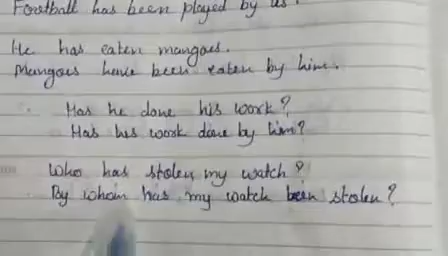 Football has been played by us.
He has eaten mangoes.
Mangoes have been eaten by him.
Has he done his work?
Has his work done by him?
Who has stolen my watch?
By whom has my watch been stolen?